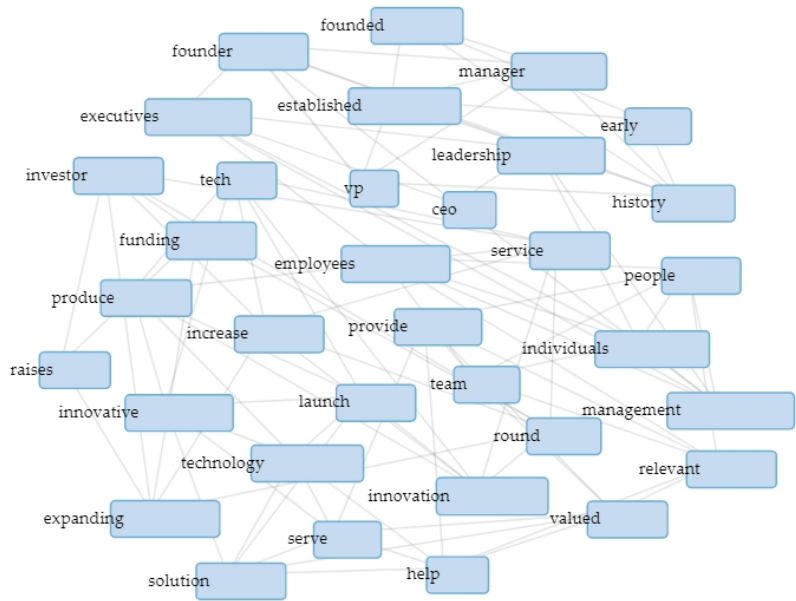 founded
founder
manager
executives
established
early
leadership
investor
tech
vp
ceo
history
funding
service
employees
people
produce
increase
provide
individuals
raises
team
innovative
launch
management
round
technology
relevant
innovation
expanding
valued
serve
solution
help